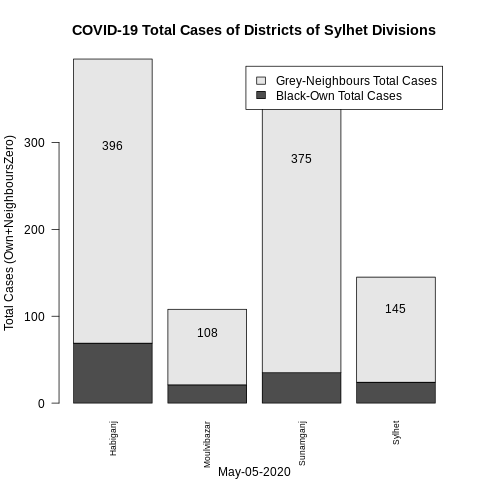 COVID-19 Total Cases of Districts of Sylhet Divisions
Grey-Neighbours Total Cases
Black-Own Total Cases
Total Cases (Own+NeighboursZero)
300
200
100
0
396
108
375
145
Habiganj
Moulvibazar
Sunamganj
Sylhet
May-05-2020